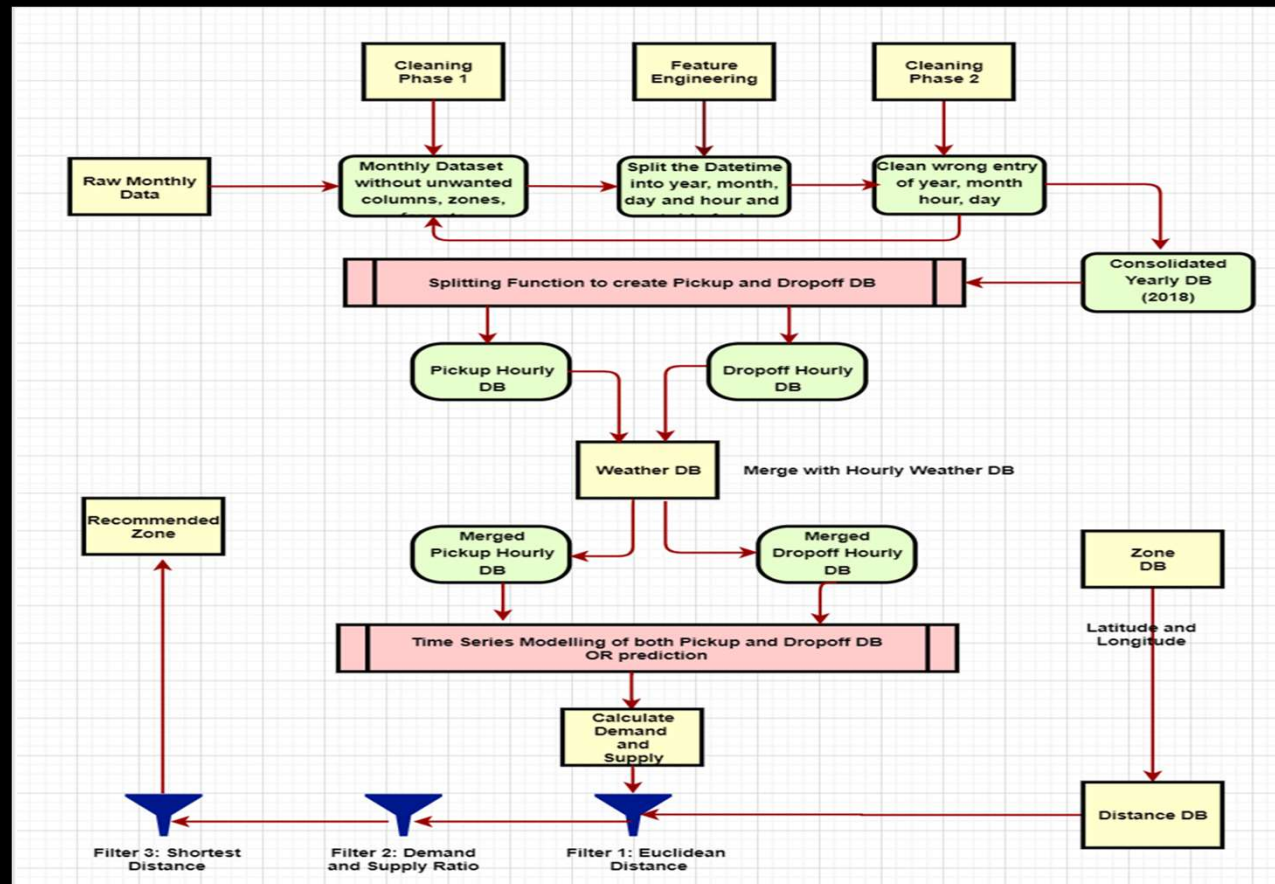 Cleaning
Phase 1
Feature
Engineering
Cleaning
Phase 2
Raw Monthly
Data
Monthly Dataset
without unwanted
columns, zones,
Split the Datetime
into year, month,
day and hour and
Clean wrong entry
of year, month
hour, day
Consolidated
Yearly DB
(2018)
Splitting Function to create Pickup and Dropoff DB
Pickup Hourly
DB
Dropoff Hourly
DB
Weather DB
Merge with Hourly Weather DB
Recommended
Zone
Merged
Pickup Hourly
DB
Merged
Dropoff Hourly
DB
Zone
DB
Latitude and
Longitude
Time Series Modelling of both Pickup and Dropoff DB
OR prediction
Calculate
Demand
and
Supply
Distance DB
Filter 3: Shortest
Distance
Filter 2: Demand
and Supply Ratio
Filter 1: Euclidean
Distance